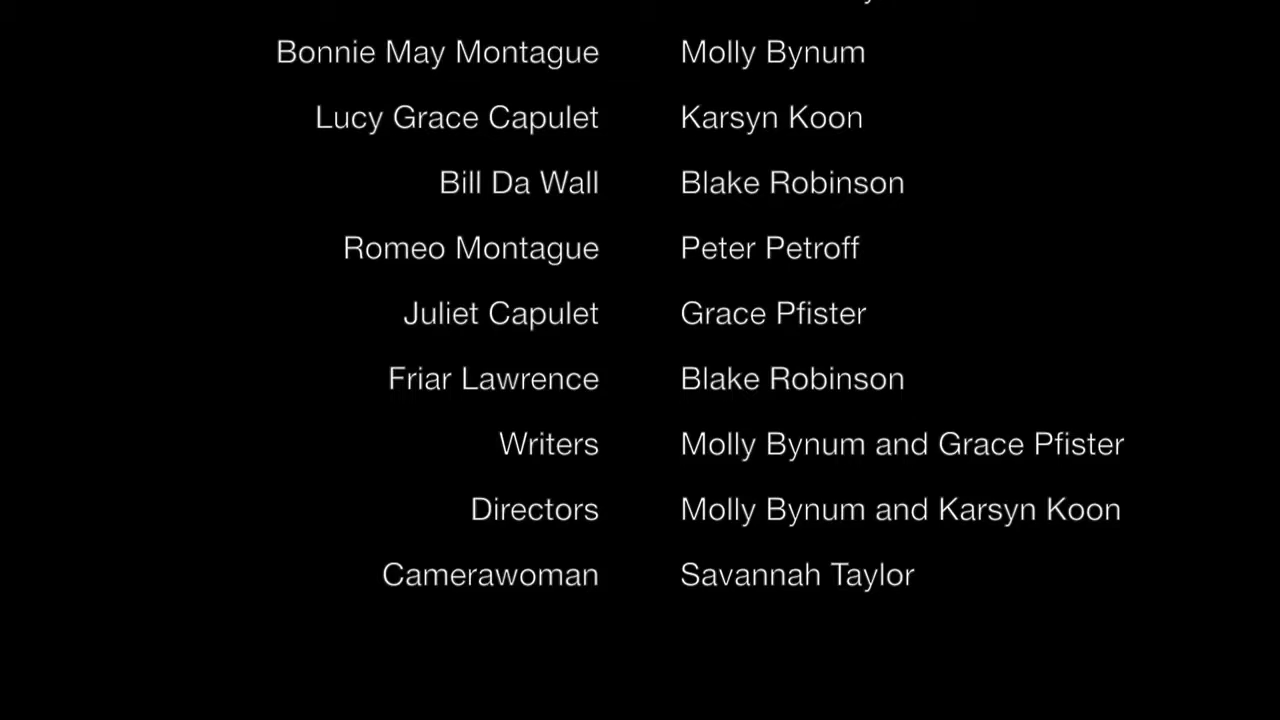 Bonnie May Montague Molly Bynum
Lucy Grace Capulet Karsyn Koon
Bill Da Wall Blake Robinson
Romeo Montague Peter Petroff
Juliet Capulet Grace Pfister
Friar Lawrence Blake Robinson
Writers Molly Bynum and Grace Pfister
Directors Molly Bynum and Karsyn Koon
Camerawoman Savannah Taylor